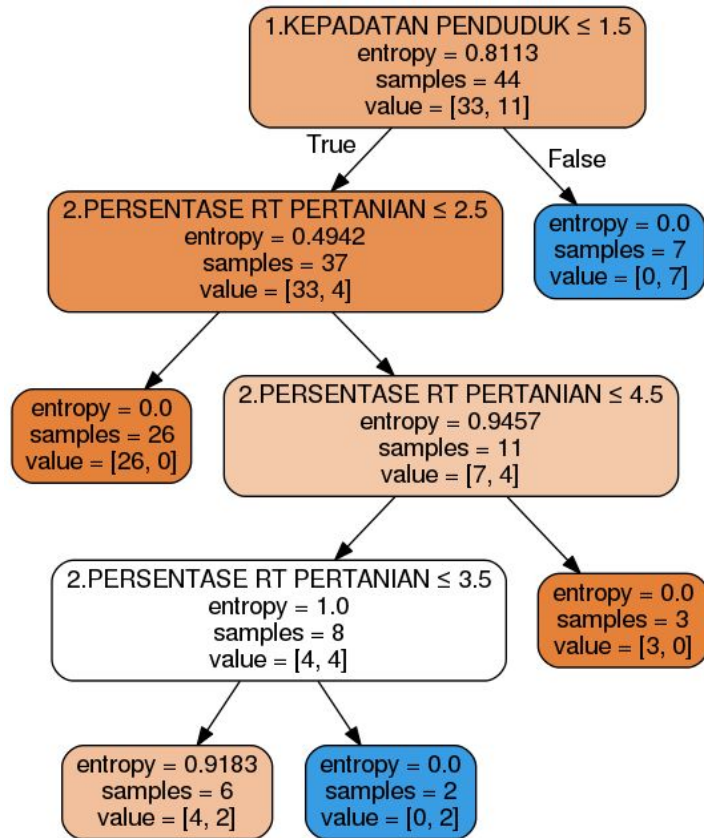 1.KEPADATAN PENDUDUK ≤ 1.5
entropy = 0.8113
samples = 44
value = [33, 11]
True
False
2.PERSENTASE RT PERTANIAN ≤ 2.5
entropy = 0.4942
samples = 37
value = [33, 4]
entropy = 0.0
samples = 7
value = [0, 7]
entropy = 0.0
samples = 26
value = [26, 0]
2.PERSENTASE RT PERTANIAN ≤ 4.5
entropy = 0.9457
samples = 11
value = [7, 4]
2.PERSENTASE RT PERTANIAN ≤ 3.5
entropy = 1.0
samples = 8
value = [4, 4]
entropy = 0.0
samples = 3
value = [3, 0]
entropy = 0.9183
samples = 6
value = [4, 2]
entropy = 0.0
samples = 2
value = [0, 2]